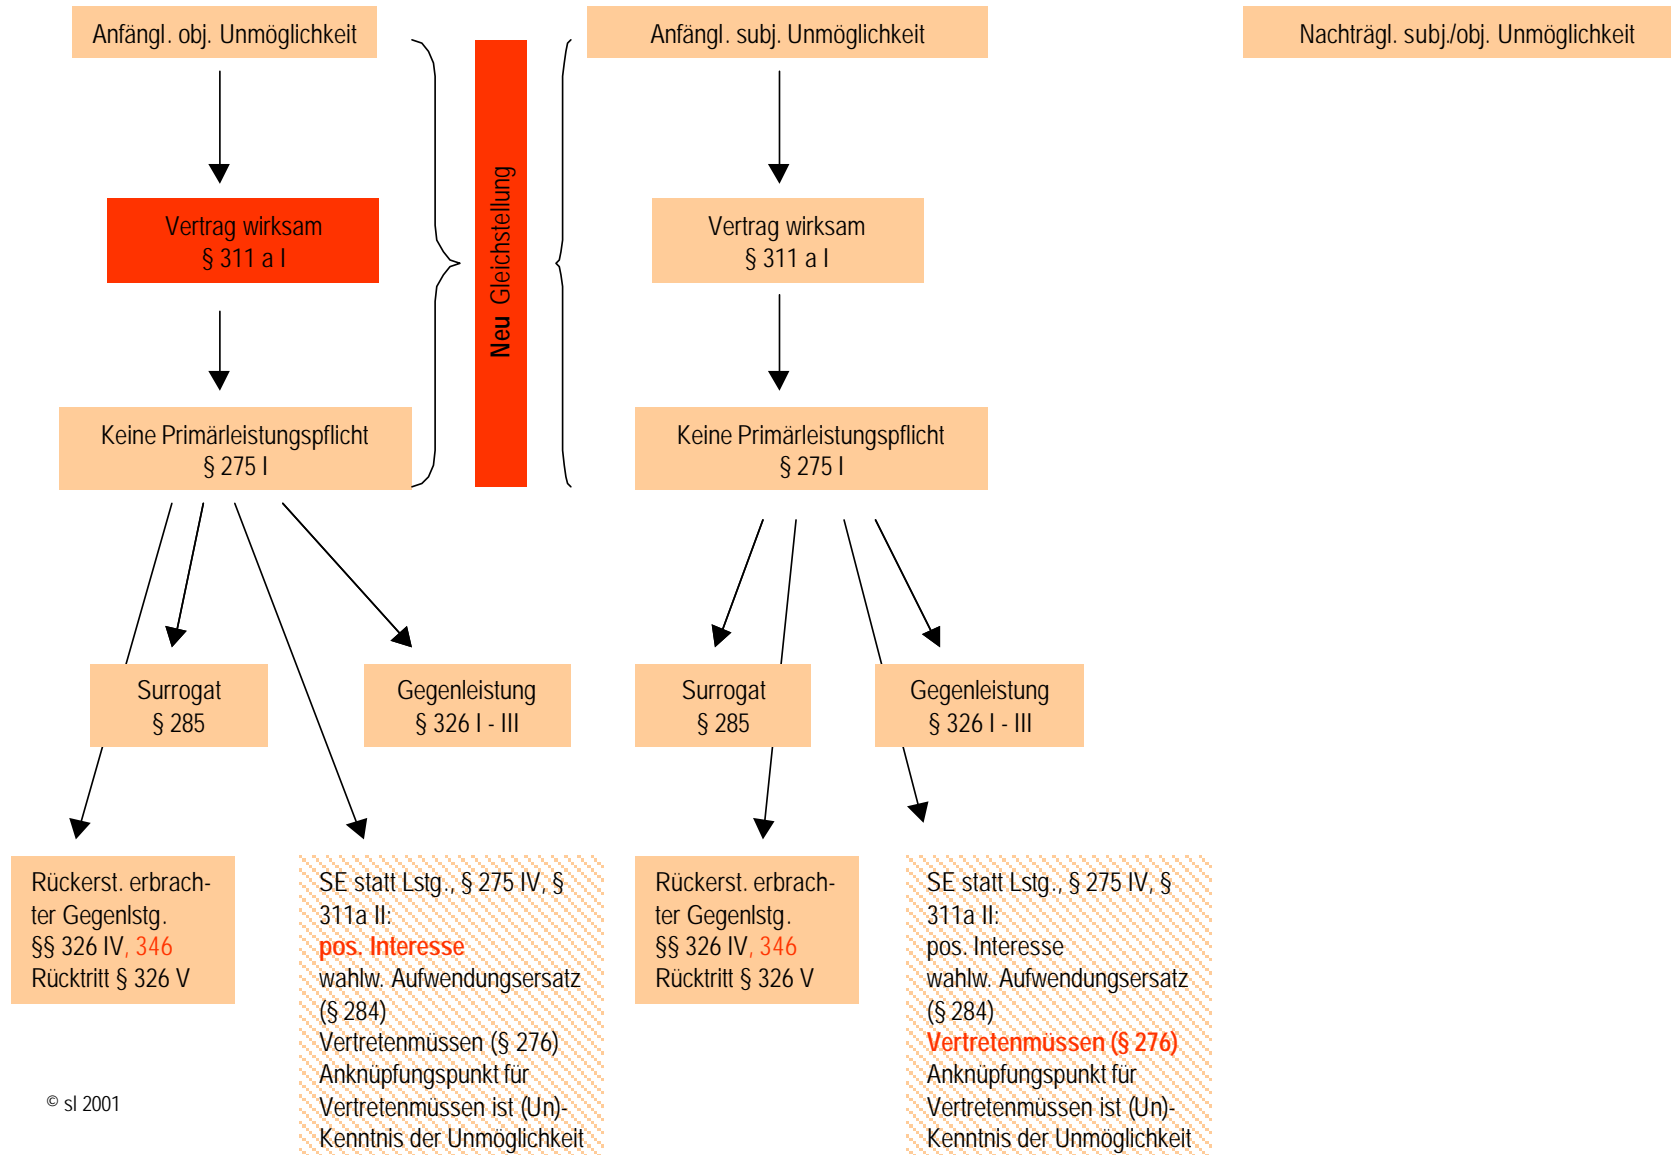 Anfängl. obj. Unmöglichkeit
Anfängl. subj. Unmöglichkeit
Nachträgl. subj./obj. Unmöglichkeit
Neu Gleichstellung
Vertrag wirksam
§ 311 a I
Vertrag wirksam
§ 311 a I
Keine Primärleistungspflicht
§ 275 I
Keine Primärleistungspflicht
§ 275 I
Surrogat
§ 285
Gegenleistung
§ 326 I - III
Surrogat
§ 285
Gegenleistung
§ 326 I - III
Rückerst. erbrach-
ter Gegenlstg.
§§ 326 IV, 346
Rücktritt § 326 V
SE statt Lstg., § 275 IV, §
311a II:
pos. Interesse
wahlw. Aufwendungsersatz
(§ 284)
Vertretenmüssen (§ 276)
Anknüpfungspunkt für
Vertretenmüssen ist (Un)-
Kenntnis der Unmöglichkeit
Rückerst. erbrach-
ter Gegenlstg.
§§ 326 IV, 346
Rücktritt § 326 V
SE statt Lstg., § 275 IV, §
311a II:
pos. Interesse
wahlw. Aufwendungsersatz
(§ 284)
Vertretenmüssen (§ 276)
Anknüpfungspunkt für
Vertretenmüssen ist (Un)-
Kenntnis der Unmöglichkeit
© sl 2001